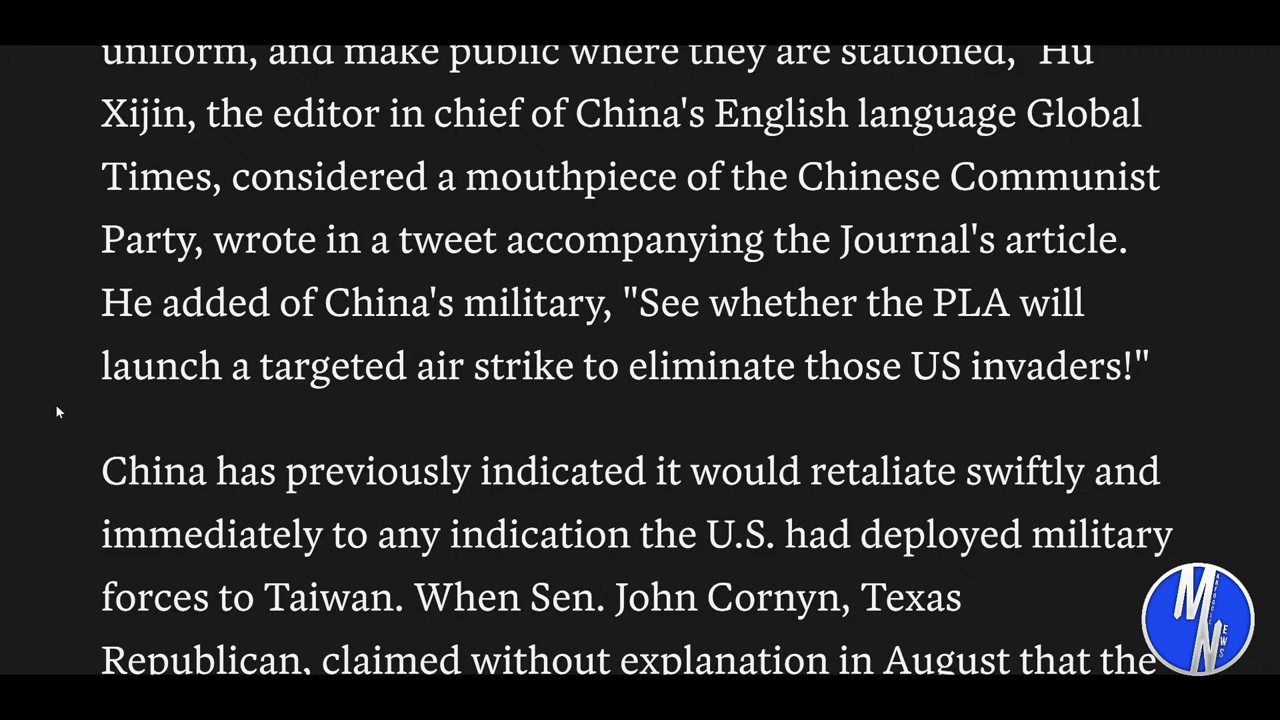 uniform, and make public where they are stationed," Hu
Xijin, the editor in chief of China's English language Global
Times, considered a mouthpiece of the Chinese Communist
Party, wrote in a tweet accompanying the Journal's article.
He added of China's military, "See whether the PLA will
launch a targeted air strike to eliminate those US invaders!"
China has previously indicated it would retaliate swiftly and
immediately to any indication the U.S. had deployed military
forces to Taiwan. When Sen. John Cornyn, Texas
Republican, claimed without explanation in August that the